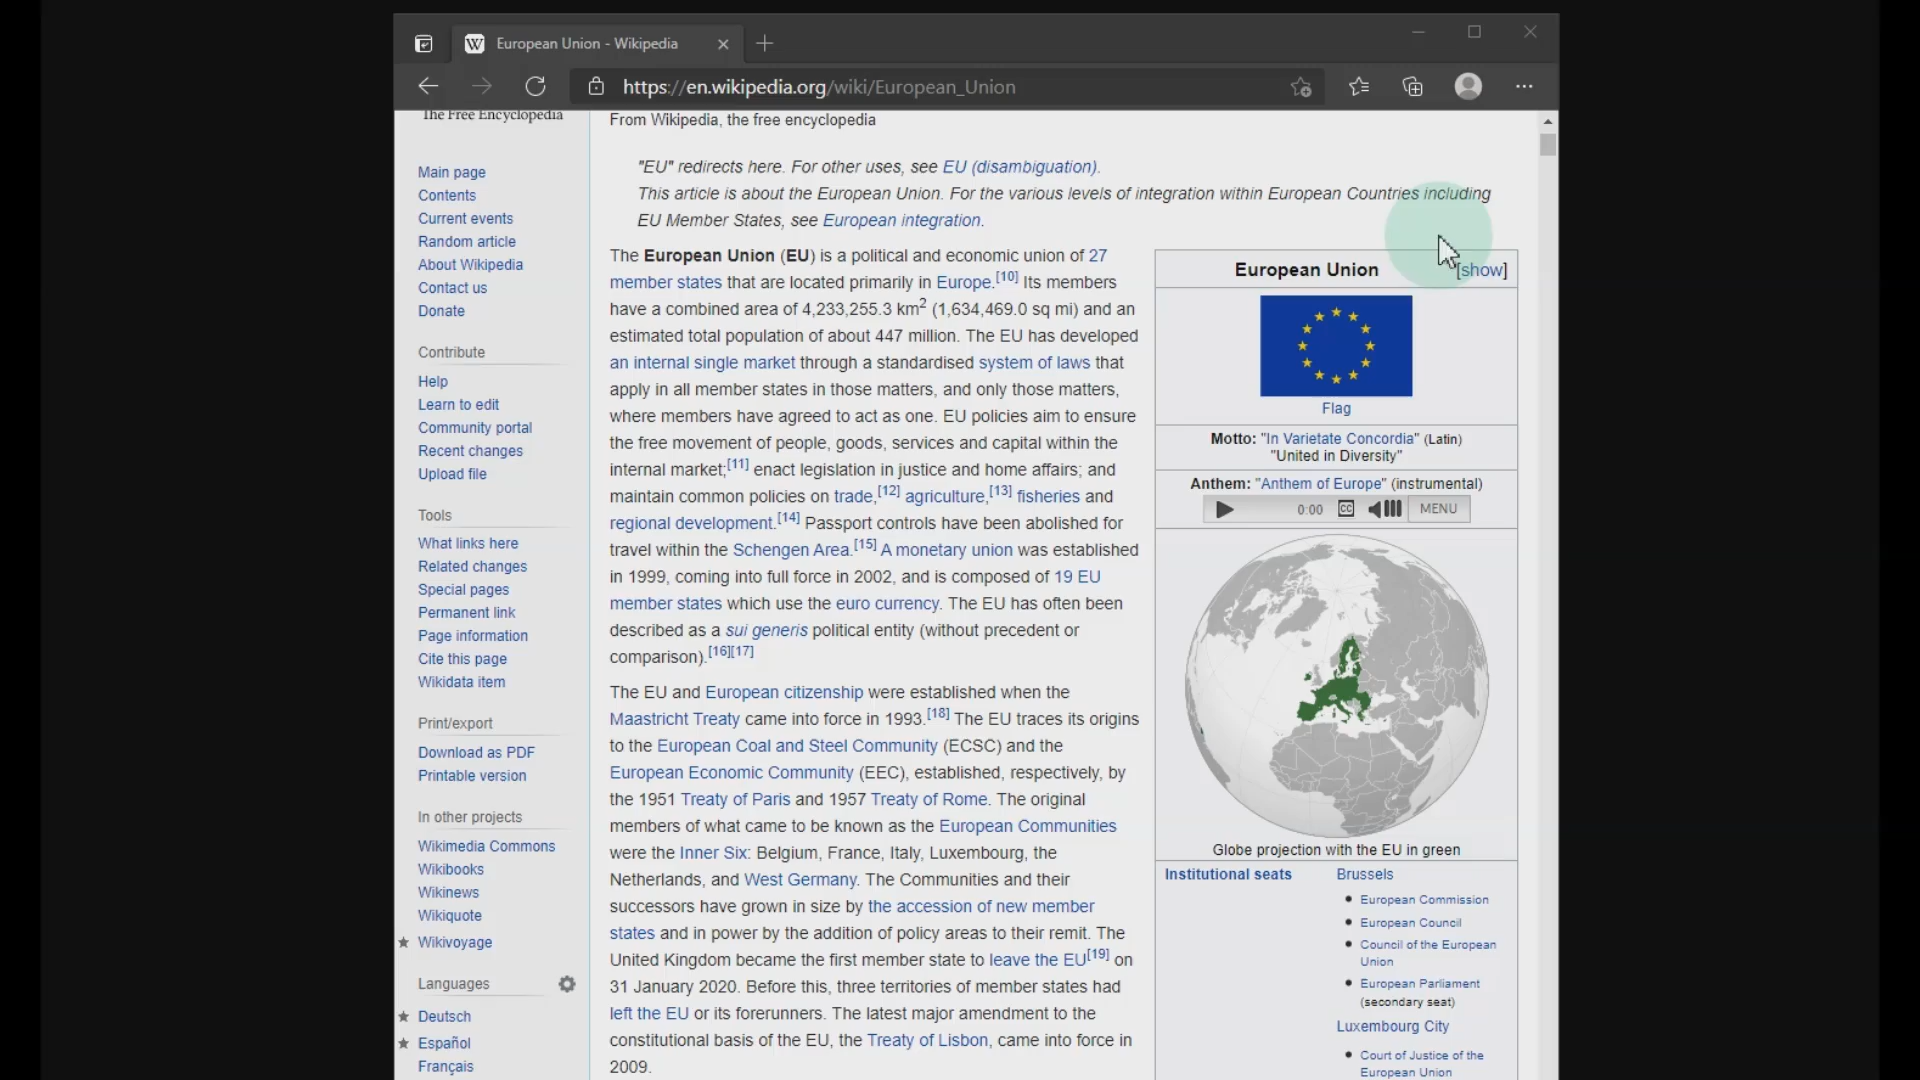 European Union - Wikipedia
https://en.wikipedia.org/wiki/European_Union
The Free Encyclopedia
Main page
Contents
Current events
Random article
About Wikipedia
Contact us
Donate
Contribute
Help
Learn to edit
Community portal
Recent changes
Upload file
Tools
What links here
Related changes
Special pages
Permanent link
Page information
Cite this page
Wikidata item
Print/export
Download as PDF
Printable version
In other projects
Wikimedia Commons
Wikibooks
Wikinews
Wikiquote
Wikivoyage
Languages
Deutsch
Español
Français
From Wikipedia, the free encyclopedia
"EU" redirects here. For other uses, see EU (disambiguation).
This article is about the European Union. For the various levels of integration within European Countries including
EU Member States, see European integration.
The European Union (EU) is a political and economic union of 27
member states that are located primarily in Europe.[10] Its members
have a combined area of 4,233,255.3 km2 (1,634,469.0 sq mi) and an
estimated total population of about 447 million. The EU has developed
an internal single market through a standardised system of laws that
apply in all member states in those matters, and only those matters,
where members have agreed to act as one. EU policies aim to ensure
the free movement of people, goods, services and capital within the
internal market;[11] enact legislation in justice and home affairs; and
maintain common policies on trade,[12] agriculture,[13] fisheries and
regional development.[14] Passport controls have been abolished for
travel within the Schengen Area.[15] A monetary union was established
in 1999, coming into full force in 2002, and is composed of 19 EU
member states which use the euro currency. The EU has often been
described as a sui generis political entity (without precedent or
comparison).[16][17]
The EU and European citizenship were established when the
Maastricht Treaty came into force in 1993.[18] The EU traces its origins
to the European Coal and Steel Community (ECSC) and the
European Economic Community (EEC), established, respectively, by
the 1951 Treaty of Paris and 1957 Treaty of Rome. The original
members of what came to be known as the European Communities
were the Inner Six: Belgium, France, Italy, Luxembourg, the
Netherlands, and West Germany. The Communities and their
successors have grown in size by the accession of new member
states and in power by the addition of policy areas to their remit. The
United Kingdom became the first member state to leave the EU[19] on
31 January 2020. Before this, three territories of member states had
left the EU or its forerunners. The latest major amendment to the
constitutional basis of the EU, the Treaty of Lisbon, came into force in
2009.
European Union [show]
Flag
Motto: "In Varietate Concordia" (Latin)
"United in Diversity"
Anthem: "Anthem of Europe" (instrumental)
0:00 CC MENU
Globe projection with the EU in green
Institutional seats
Brussels
European Commission
European Council
Council of the European
Union
European Parliament
(secondary seat)
Luxembourg City
Court of Justice of the
European Union